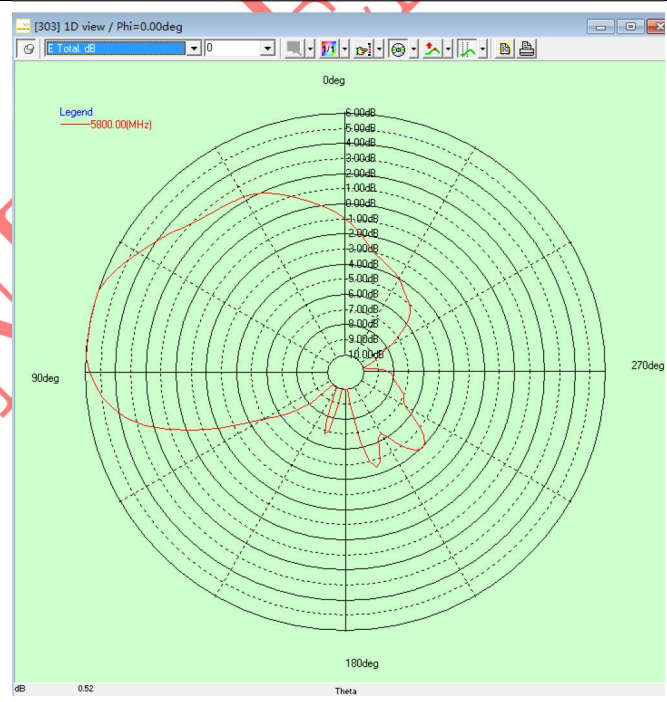 [303] 1D view / Phi=0.00deg
E Total dB 0 1/1
0deg
Legend
5800.00(MHz)
6.00dB
5.00dB
4.00dB
3.00dB
2.00dB
1.00dB
0.00dB
-1.00dB
-2.00dB
-3.00dB
-4.00dB
-5.00dB
-6.00dB
-7.00dB
-8.00dB
-9.00dB
-10.00dB
90deg
270deg
180deg
dB 0.52 Theta